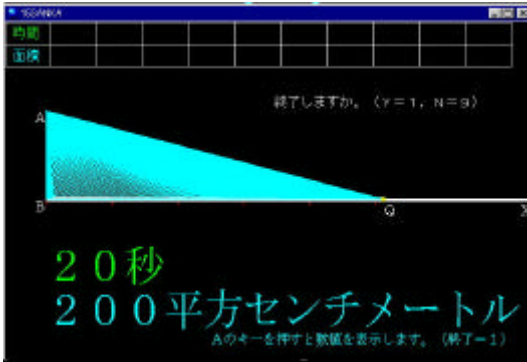 163ANKA
時間
面積
終了しますか。(Y=1, N=9)
A
B
Q
X
20秒
200平方センチメートル
Aのキーを押すと数値を表示します。(終了=1)